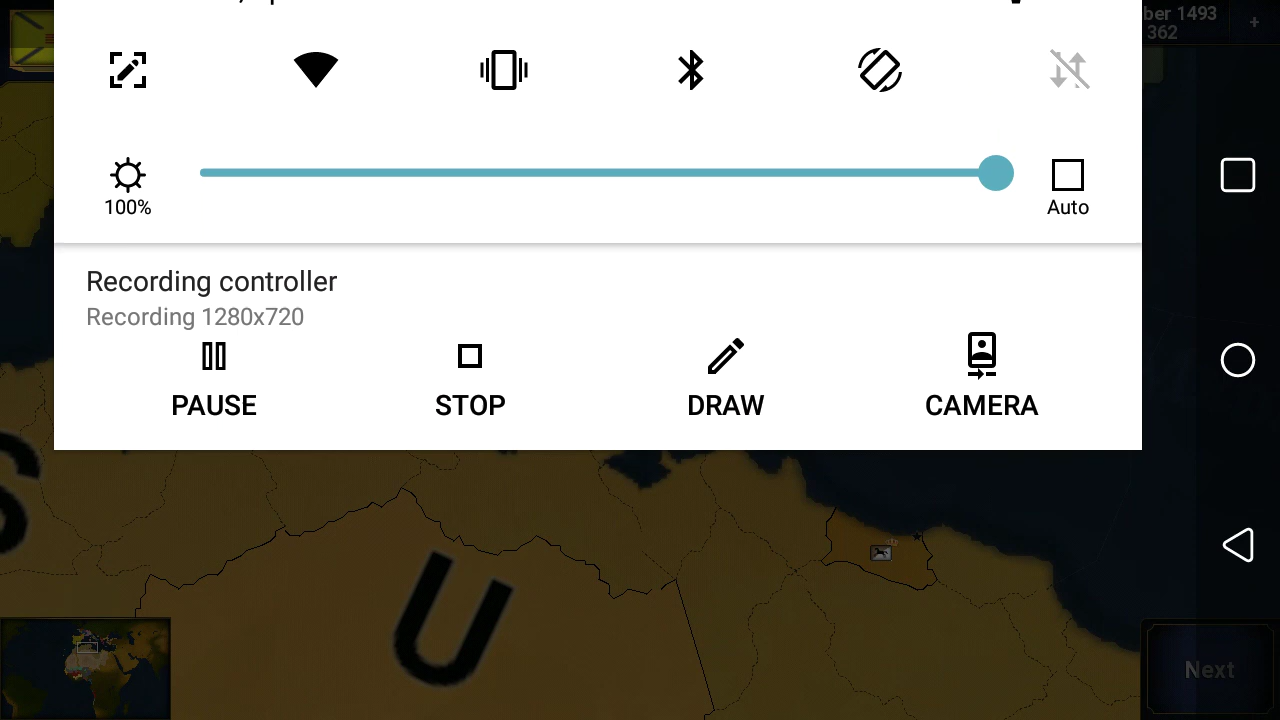 ber 1493
362
+
100%
Auto
Recording controller
Recording 1280x720
PAUSE
STOP
DRAW
CAMERA
S
U
Next